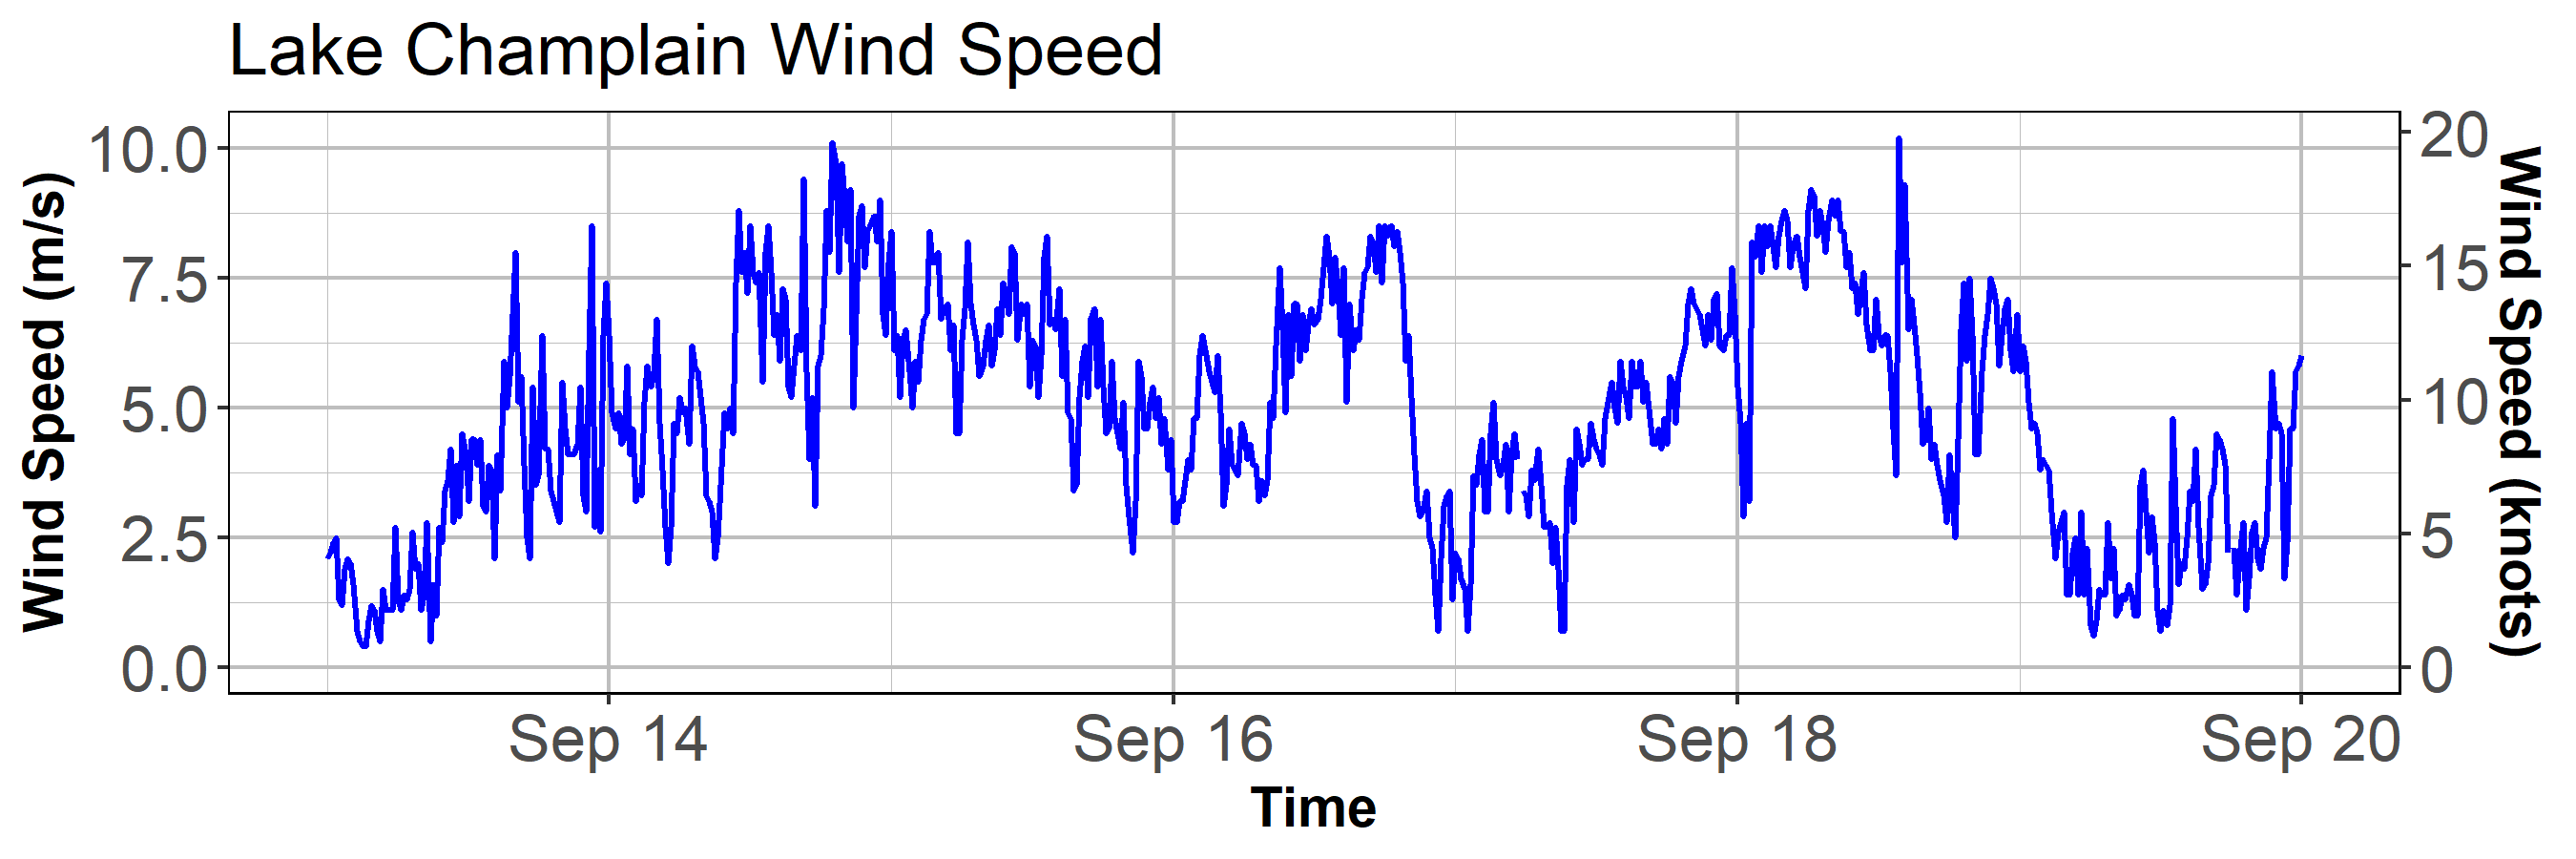 Lake Champlain Wind Speed
Wind Speed (m/s)
10.0
7.5
5.0
2.5
0.0
20
15
10
5
0
Wind Speed (knots)
Sep 14
Sep 16
Sep 18
Sep 20
Time